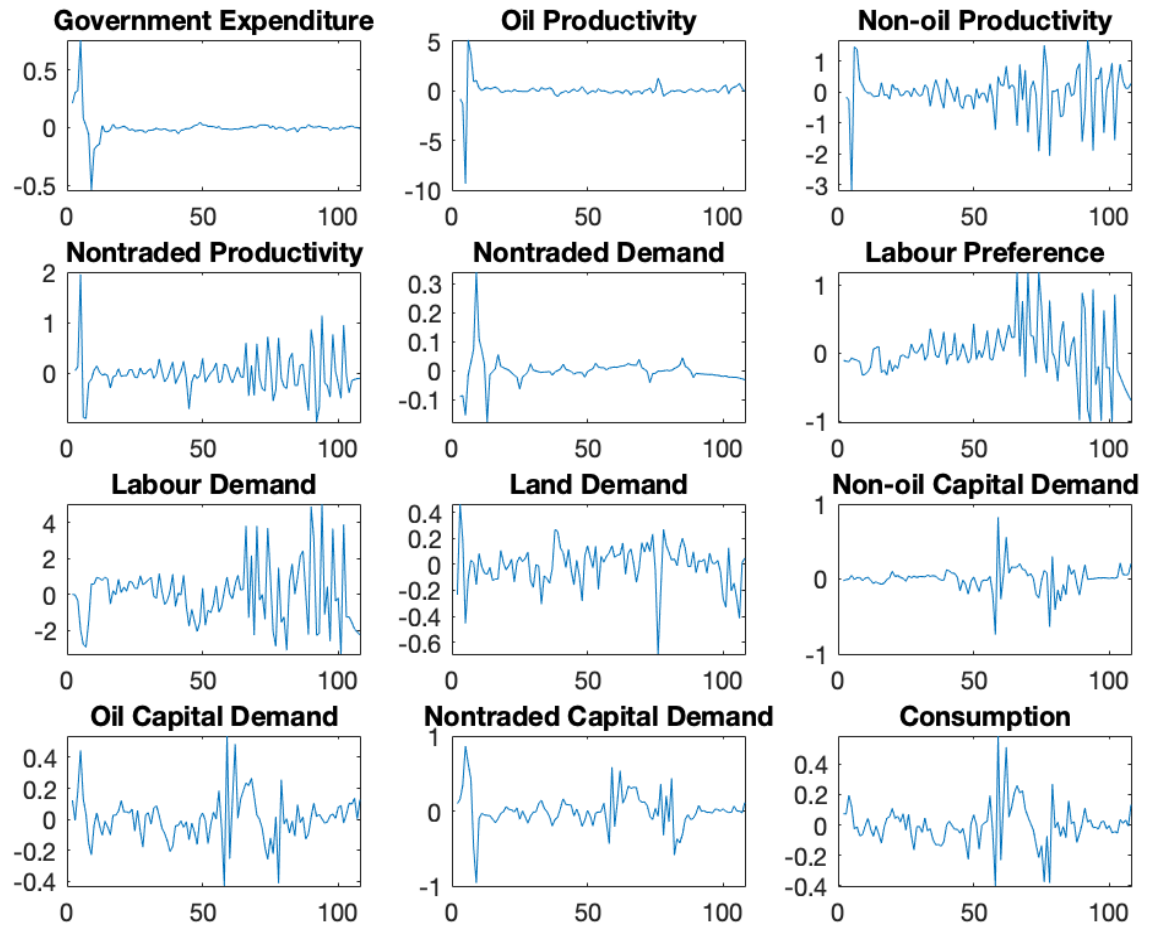 Government Expenditure
0.5
0
-0.5
0 50 100
Oil Productivity
5
0
-5
-10
0 50 100
Non-oil Productivity
1
0
-1
-2
-3
0 50 100
Nontraded Productivity
2
1
0
0 50 100
Nontraded Demand
0.3
0.2
0.1
0
-0.1
0 50 100
Labour Preference
1
0
-1
0 50 100
Labour Demand
4
2
0
-2
0 50 100
Land Demand
0.4
0.2
0
-0.2
-0.4
-0.6
0 50 100
Non-oil Capital Demand
1
0
-1
0 50 100
Oil Capital Demand
0.4
0.2
0
-0.2
-0.4
0 50 100
Nontraded Capital Demand
1
0
-1
0 50 100
Consumption
0.4
0.2
0
-0.2
-0.4
0 50 100